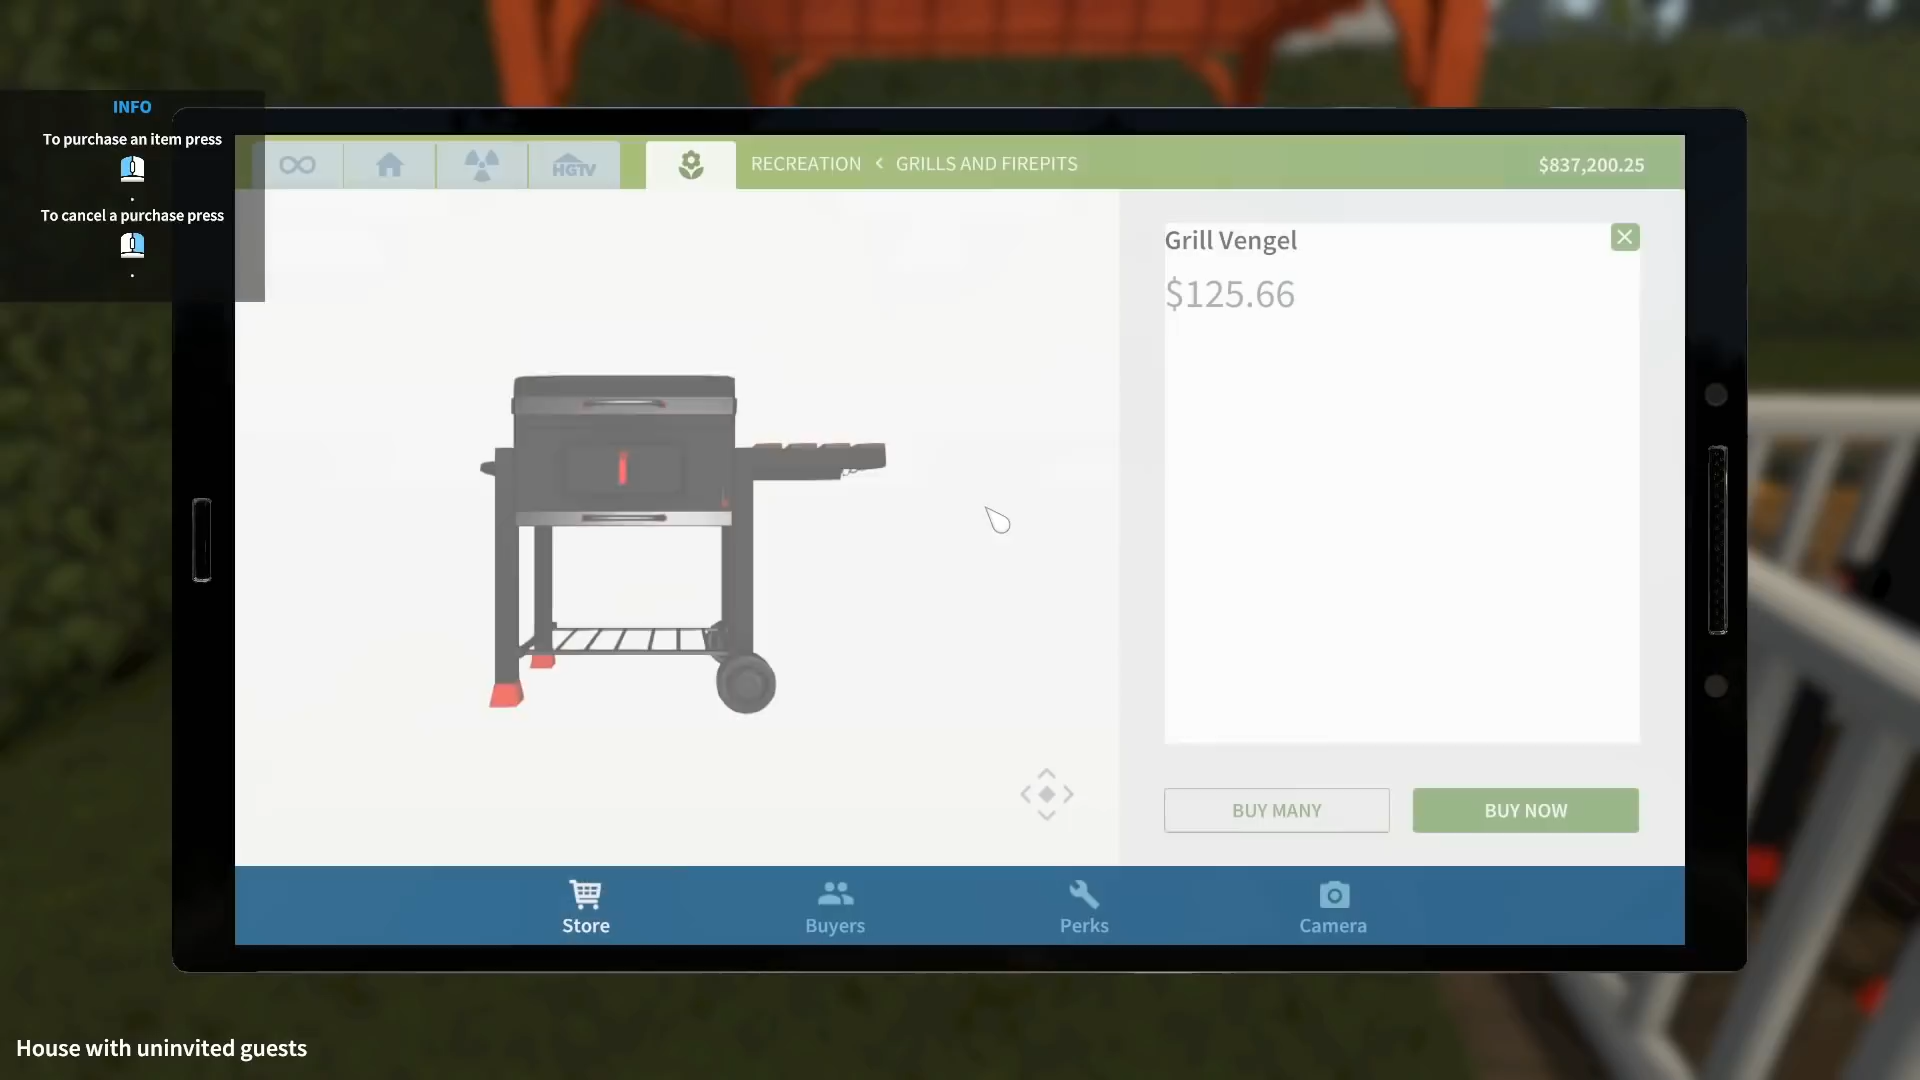 INFO
To purchase an item press
.
To cancel a purchase press
.
HGTV
RECREATION < GRILLS AND FIREPITS
$837,200.25
Grill Vengel
$125.66
BUY MANY
BUY NOW
Store
Buyers
Perks
Camera
House with uninvited guests